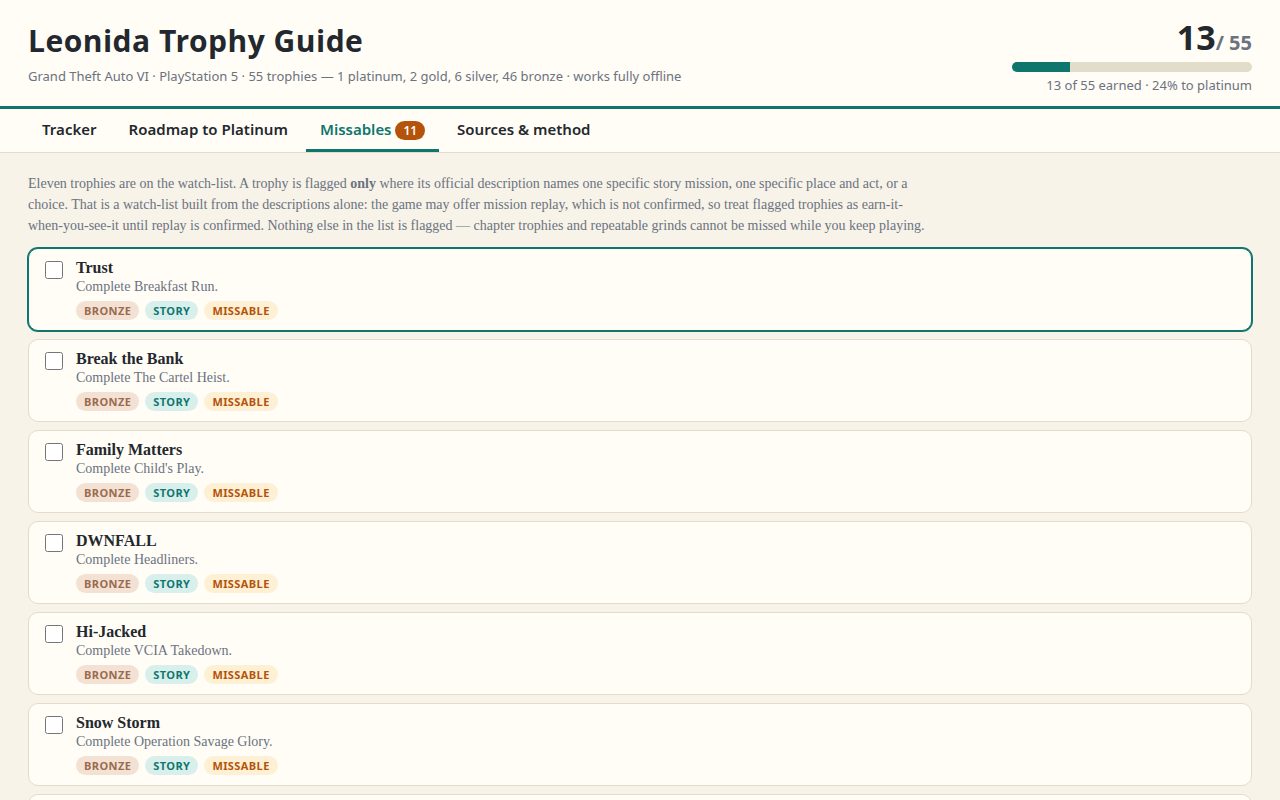 Leonida Trophy Guide
Grand Theft Auto VI · PlayStation 5 · 55 trophies — 1 platinum, 2 gold, 6 silver, 46 bronze · works fully offline
13/ 55
13 of 55 earned · 24% to platinum
Tracker
Roadmap to Platinum
Missables 11
Sources & method
Eleven trophies are on the watch-list. A trophy is flagged only where its official description names one specific story mission, one specific place and act, or a
choice. That is a watch-list built from the descriptions alone: the game may offer mission replay, which is not confirmed, so treat flagged trophies as earn-it-
when-you-see-it until replay is confirmed. Nothing else in the list is flagged — chapter trophies and repeatable grinds cannot be missed while you keep playing.
Trust
Complete Breakfast Run.
BRONZE STORY MISSABLE
Break the Bank
Complete The Cartel Heist.
BRONZE STORY MISSABLE
Family Matters
Complete Child's Play.
BRONZE STORY MISSABLE
DWNFALL
Complete Headliners.
BRONZE STORY MISSABLE
Hi-Jacked
Complete VCIA Takedown.
BRONZE STORY MISSABLE
Snow Storm
Complete Operation Savage Glory.
BRONZE STORY MISSABLE